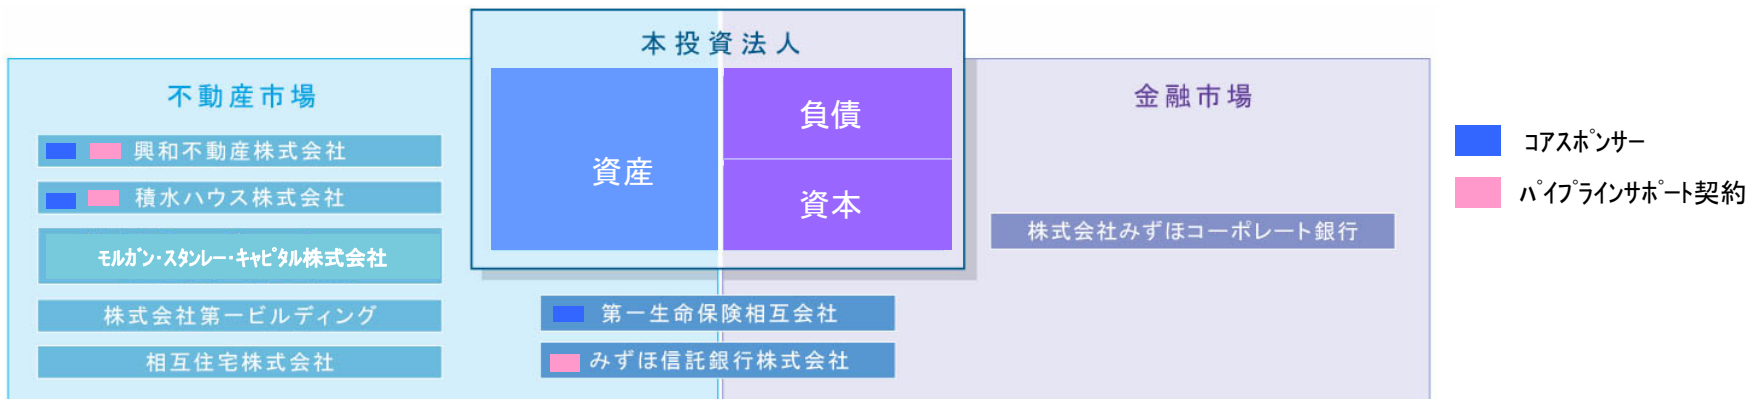 本投資法人
不動産市場
資産
負債
資本
金融市場
興和不動産株式会社
積水ハウス株式会社
ﾓﾙｶﾞﾝ･ｽﾀﾝﾚｰ･ｷｬﾋﾟﾀﾙ株式会社
株式会社第一ビルディング
相互住宅株式会社
第一生命保険相互会社
みずほ信託銀行株式会社
株式会社みずほコーポレート銀行
ｺｱｽﾎﾟﾝｻｰ
ﾊﾟｲﾌﾟﾗｲﾝｻﾎﾟｰﾄ契約